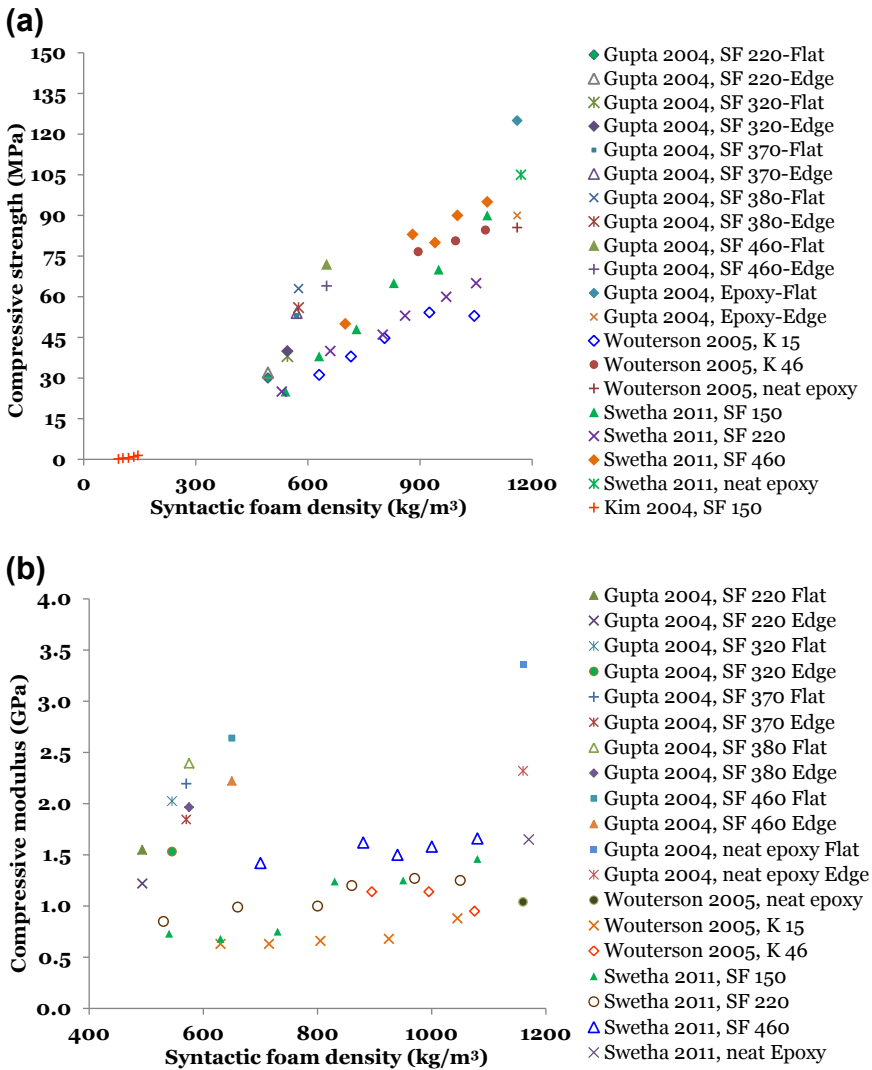 (a)
150
135
120
105
90
75
60
45
30
15
0
Compressive strength (MPa)
0 300 600 900 1200
Syntactic foam density (kg/m³)
Gupta 2004, SF 220-Flat
Gupta 2004, SF 220-Edge
Gupta 2004, SF 320-Flat
Gupta 2004, SF 320-Edge
Gupta 2004, SF 370-Flat
Gupta 2004, SF 370-Edge
Gupta 2004, SF 380-Flat
Gupta 2004, SF 380-Edge
Gupta 2004, SF 460-Flat
Gupta 2004, SF 460-Edge
Gupta 2004, Epoxy-Flat
Gupta 2004, Epoxy-Edge
Wouterson 2005, K 15
Wouterson 2005, K 46
Wouterson 2005, neat epoxy
Swetha 2011, SF 150
Swetha 2011, SF 220
Swetha 2011, SF 460
Swetha 2011, neat epoxy
Kim 2004, SF 150
(b)
4.0
3.5
3.0
2.5
2.0
1.5
1.0
0.5
0.0
Compressive modulus (GPa)
400 600 800 1000 1200
Syntactic foam density (kg/m³)
Gupta 2004, SF 220 Flat
Gupta 2004, SF 220 Edge
Gupta 2004, SF 320 Flat
Gupta 2004, SF 320 Edge
Gupta 2004, SF 370 Flat
Gupta 2004, SF 370 Edge
Gupta 2004, SF 380 Flat
Gupta 2004, SF 380 Edge
Gupta 2004, SF 460 Flat
Gupta 2004, SF 460 Edge
Gupta 2004, neat epoxy Flat
Gupta 2004, neat epoxy Edge
Wouterson 2005, neat epoxy
Wouterson 2005, K 15
Wouterson 2005, K 46
Swetha 2011, SF 150
Swetha 2011, SF 220
Swetha 2011, SF 460
Swetha 2011, neat Epoxy